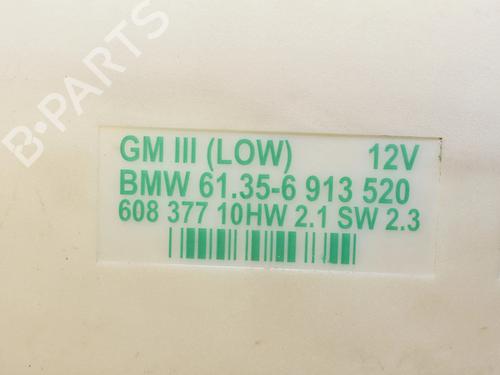 B-PARTS
GM III (LOW) 12V
BMW 61.35-6 913 520
608 377 10HW 2.1 SW 2.3